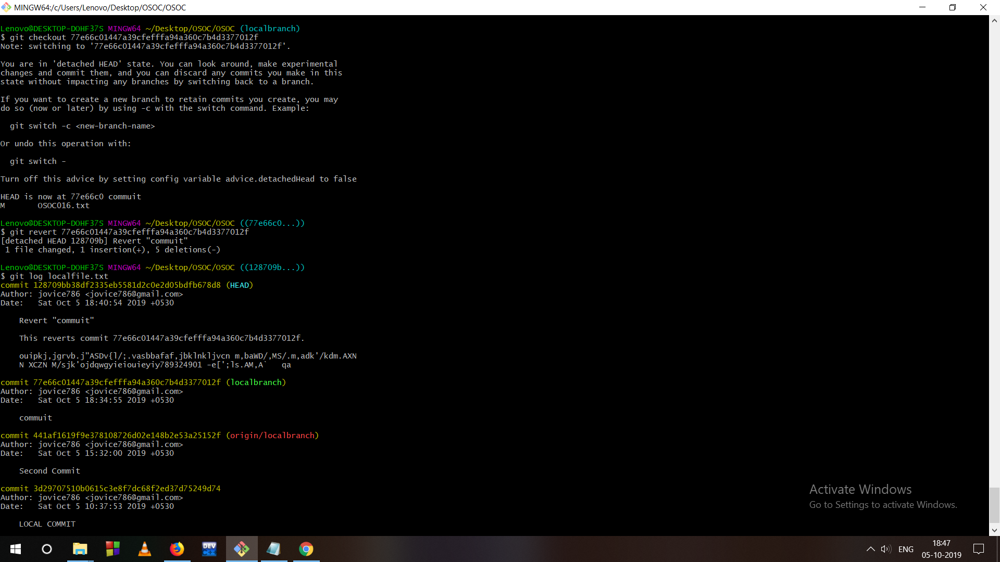 MINGW64:/c/Users/Lenovo/Desktop/OSOC/OSOC
Lenovo@DESKTOP-DOHF37S MINGW64 ~/Desktop/OSOC/OSOC (localbranch)
$ git checkout 77e66c01447a39cfefffa94a360c7b4d3377012f
Note: switching to '77e66c01447a39cfefffa94a360c7b4d3377012f'.
You are in 'detached HEAD' state. You can look around, make experimental
changes and commit them, and you can discard any commits you make in this
state without impacting any branches by switching back to a branch.
If you want to create a new branch to retain commits you create, you may
do so (now or later) by using -c with the switch command. Example:
git switch -c <new-branch-name>
Or undo this operation with:
git switch -
Turn off this advice by setting config variable advice.detachedHead to false
HEAD is now at 77e66c0 commuit
M       OSOC016.txt
Lenovo@DESKTOP-DOHF37S MINGW64 ~/Desktop/OSOC/OSOC ((77e66c0...))
$ git revert 77e66c01447a39cfefffa94a360c7b4d3377012f
[detached HEAD 128709b] Revert "commuit"
1 file changed, 1 insertion(+), 5 deletions(-)
Lenovo@DESKTOP-DOHF37S MINGW64 ~/Desktop/OSOC/OSOC ((128709b...))
$ git log localfile.txt
commit 128709bb38df2335eb5581d2c0e2d05bdfb678d8 (HEAD)
Author: jovice786 <jovice786@gmail.com>
Date:   Sat Oct 5 18:40:54 2019 +0530
Revert "commuit"
This reverts commit 77e66c01447a39cfefffa94a360c7b4d3377012f.
ouipkj,jgrvb.j"ASDv{l/;.vasbbafaf,jbklnkljvcn m,baWD/,MS/.m,adk'/kdm.AXN
N XCZN M/sjk'ojdqwgyieiouieyiy789324901 -e[';ls.AM,A`   qa
commit 77e66c01447a39cfefffa94a360c7b4d3377012f (localbranch)
Author: jovice786 <jovice786@gmail.com>
Date:   Sat Oct 5 18:34:55 2019 +0530
commuit
commit 441af1619f9e378108726d02e148b2e53a25152f (origin/localbranch)
Author: jovice786 <jovice786@gmail.com>
Date:   Sat Oct 5 15:32:00 2019 +0530
Second Commit
commit 3d29707510b0615c3e8f7dc68f2ed37d75249d74
Author: jovice786 <jovice786@gmail.com>
Date:   Sat Oct 5 10:37:53 2019 +0530
LOCAL COMMIT
Activate Windows
Go to Settings to activate Windows.
DEV
C++
ENG
18:47
05-10-2019